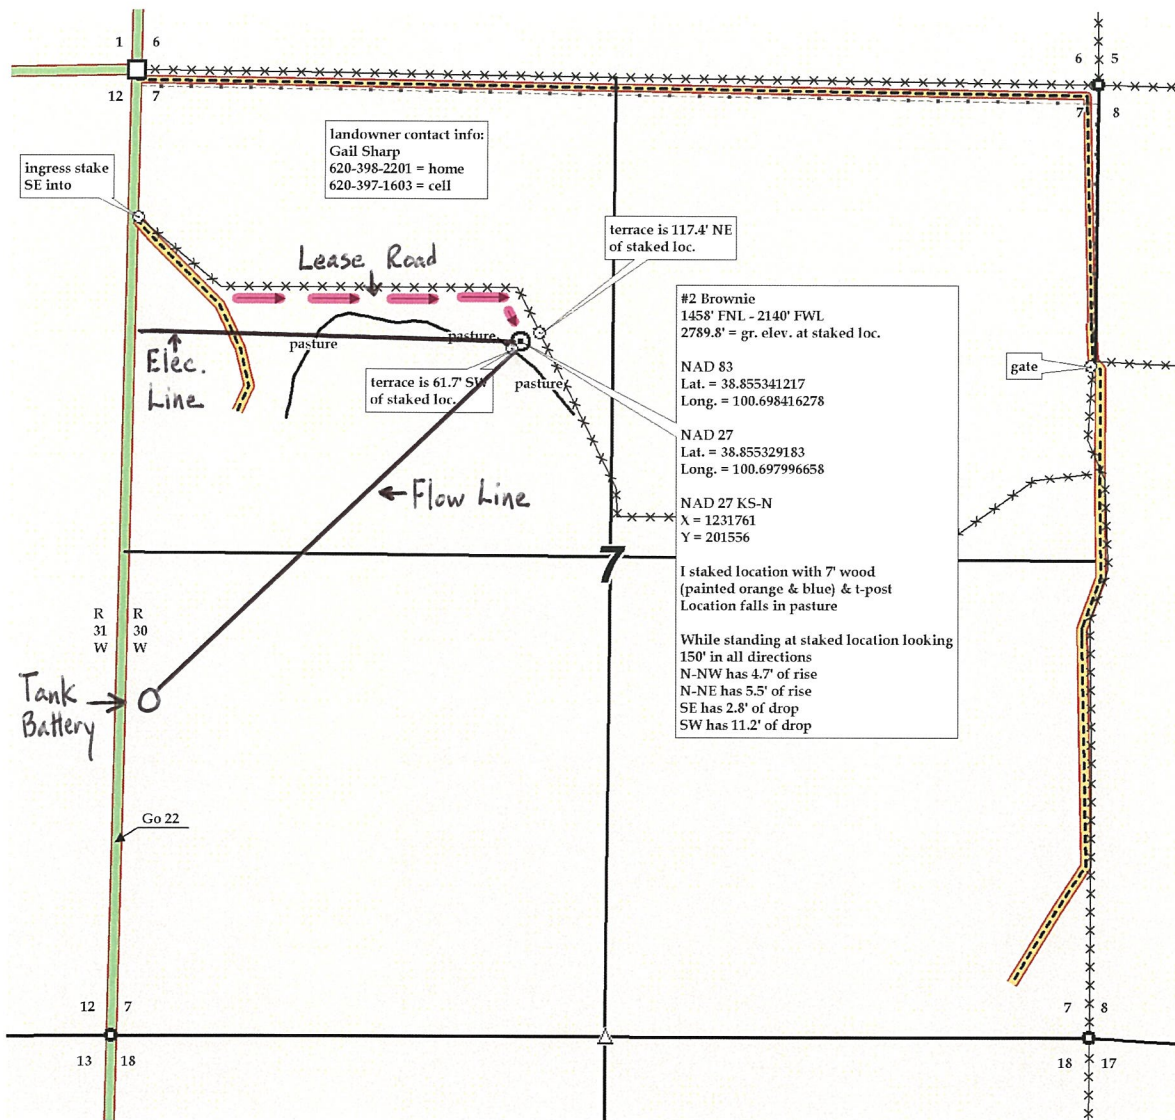 1 6
6 5
12 7
7 8
landowner contact info:
Gail Sharp
620-398-2201 = home
620-397-1603 = cell
ingress stake
SE into
terrace is 117.4' NE
of staked loc.
Lease Road
#2 Brownie
1458' FNL - 2140' FWL
2789.8' = gr. elev. at staked loc.
NAD 83
Lat. = 38.855341217
Long. = 100.698416278
NAD 27
Lat. = 38.855329183
Long. = 100.697996658
NAD 27 KS-N
X = 1231761
Y = 201556
I staked location with 7' wood
(painted orange & blue) & t-post
Location falls in pasture
While standing at staked location looking
150' in all directions
N-NW has 4.7' of rise
N-NE has 5.5' of rise
SE has 2.8' of drop
SW has 11.2' of drop
pasture
pasture
pasture
Elec.
Line
terrace is 61.7' SW
of staked loc.
gate
Flow Line
7
R R
31 30
W W
Tank
Battery
Go 22
12 7
7 8
13 18
18 17